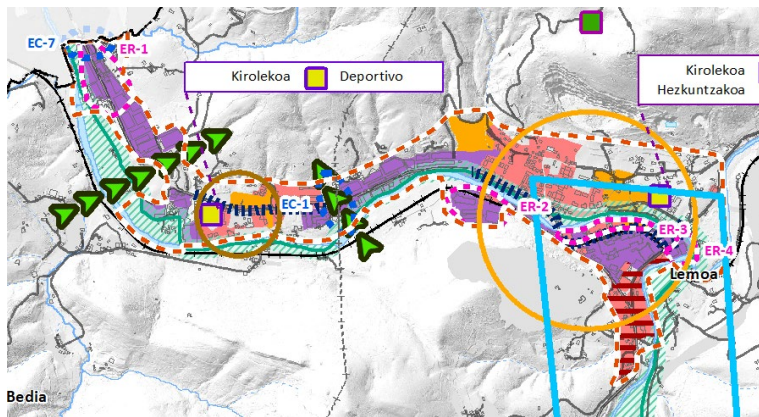 EC-7
ER-1
Kirolekoa Deportivo
Kirolekoa
Hezkuntzakoa
EC-1
ER-2
ER-3
ER-4
Lemoa
Bedia